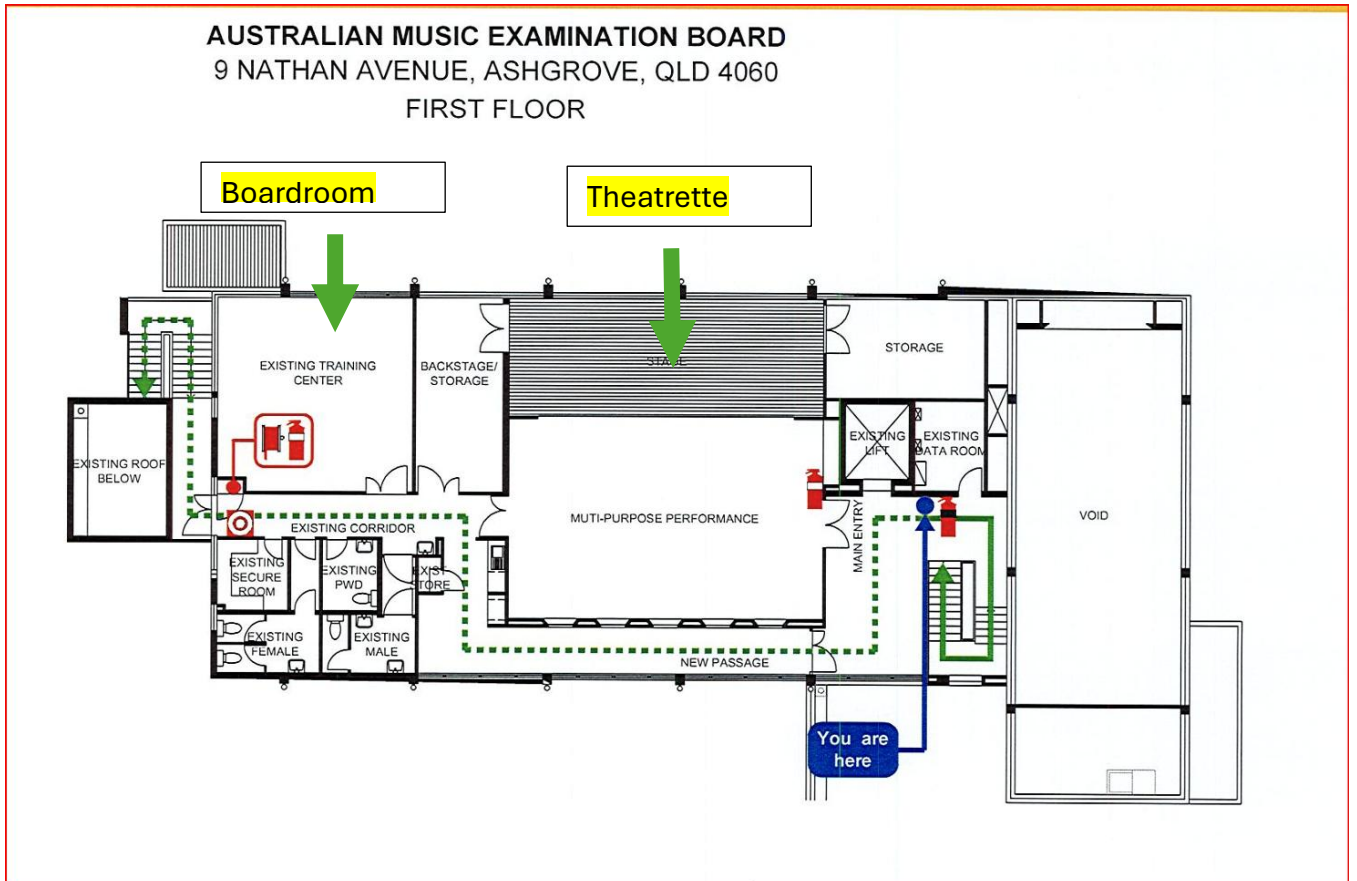 AUSTRALIAN MUSIC EXAMINATION BOARD
9 NATHAN AVENUE, ASHGROVE, QLD 4060
FIRST FLOOR
Boardroom
Theatrette
EXISTING TRAINING
CENTER
BACKSTAGE/
STORAGE
STAGE
STORAGE
EXISTING
LIFT
EXISTING
DATA ROOM
EXISTING ROOF
BELOW
EXISTING CORRIDOR
MUTI-PURPOSE PERFORMANCE
MAIN ENTRY
VOID
EXISTING
SECURE
ROOM
EXISTING
PWD
EXIST
STORE
EXISTING
FEMALE
EXISTING
MALE
NEW PASSAGE
You are
here